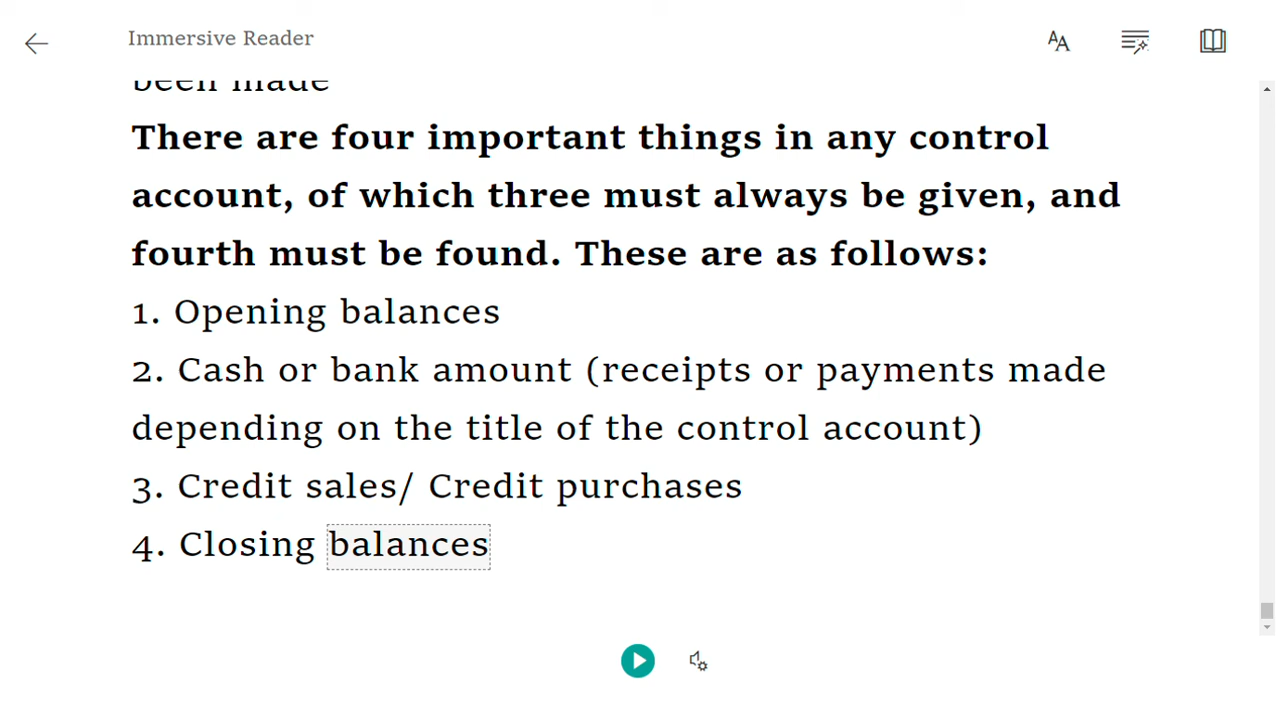 Immersive Reader
been made
There are four important things in any control
account, of which three must always be given, and
fourth must be found. These are as follows:
1. Opening balances
2. Cash or bank amount (receipts or payments made
depending on the title of the control account)
3. Credit sales/ Credit purchases
4. Closing balances